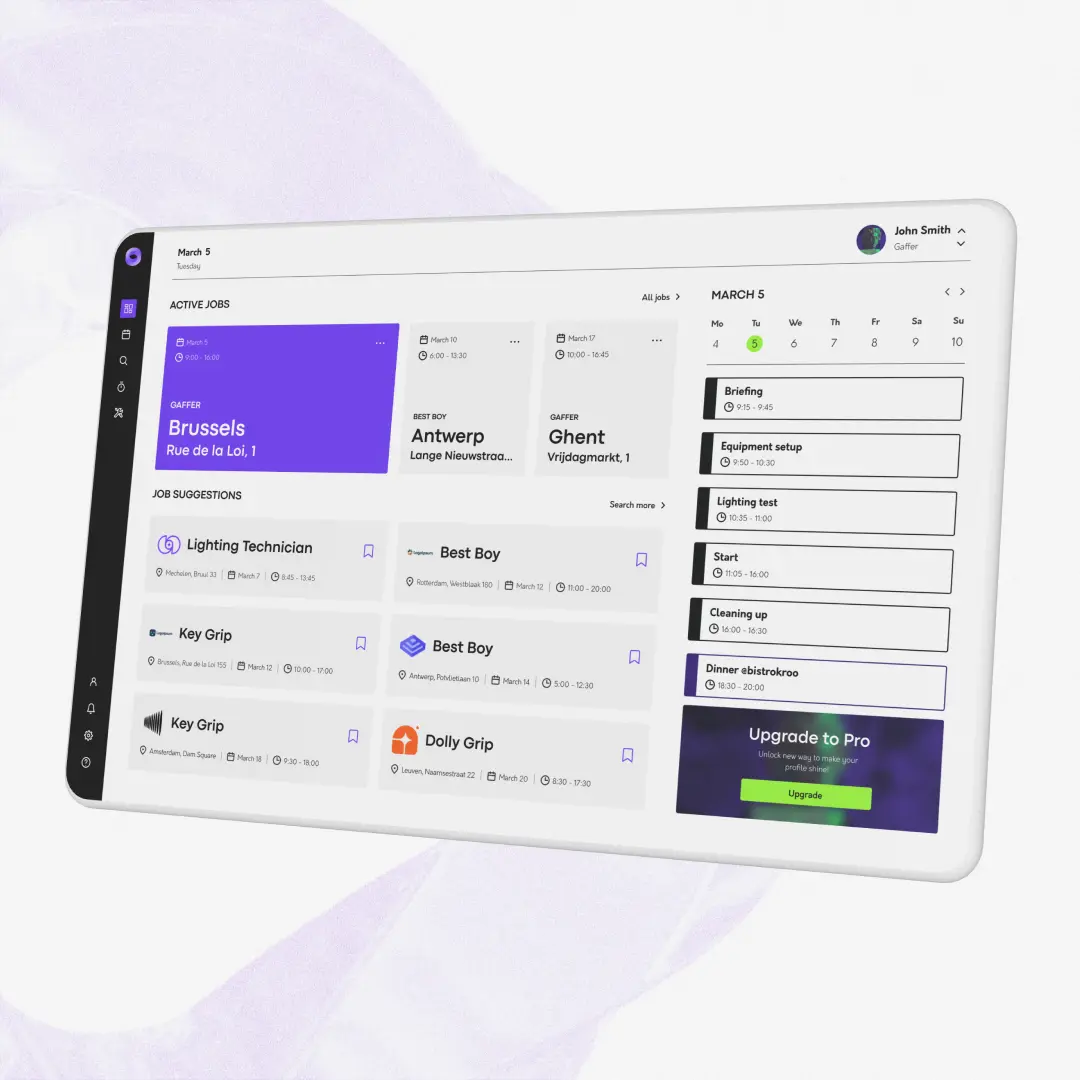 March 5
Tuesday
John Smith
Gaffer
ACTIVE JOBS
All jobs
March 5
9:00 - 16:00
GAFFER
Brussels
Rue de la Loi, 1
March 10
6:00 - 13:30
BEST BOY
Antwerp
Lange Nieuwstraa...
March 17
10:00 - 16:45
GAFFER
Ghent
Vrijdagmarkt, 1
JOB SUGGESTIONS
Search more
Lighting Technician
Mechelen, Bruul 33 | March 7 | 8:45 - 13:45
Logoipsum
Best Boy
Rotterdam, Westblaak 180 | March 12 | 11:00 - 20:00
Logoipsum
Key Grip
Brussels, Rue de la Loi 155 | March 12 | 10:00 - 17:00
Best Boy
Antwerp, Potvlietlaan 10 | March 14 | 5:00 - 12:30
Key Grip
Amsterdam, Dam Square | March 18 | 9:30 - 18:00
Dolly Grip
Leuven, Naamsestraat 22 | March 20 | 8:30 - 17:30
MARCH 5
Mo Tu We Th Fr Sa Su
4 5 6 7 8 9 10
Briefing
9:15 - 9:45
Equipment setup
9:50 - 10:30
Lighting test
10:35 - 11:00
Start
11:05 - 16:00
Cleaning up
16:00 - 16:30
Dinner @bistrokroo
18:30 - 20:00
Upgrade to Pro
Unlock new way to make your
profile shine!
Upgrade